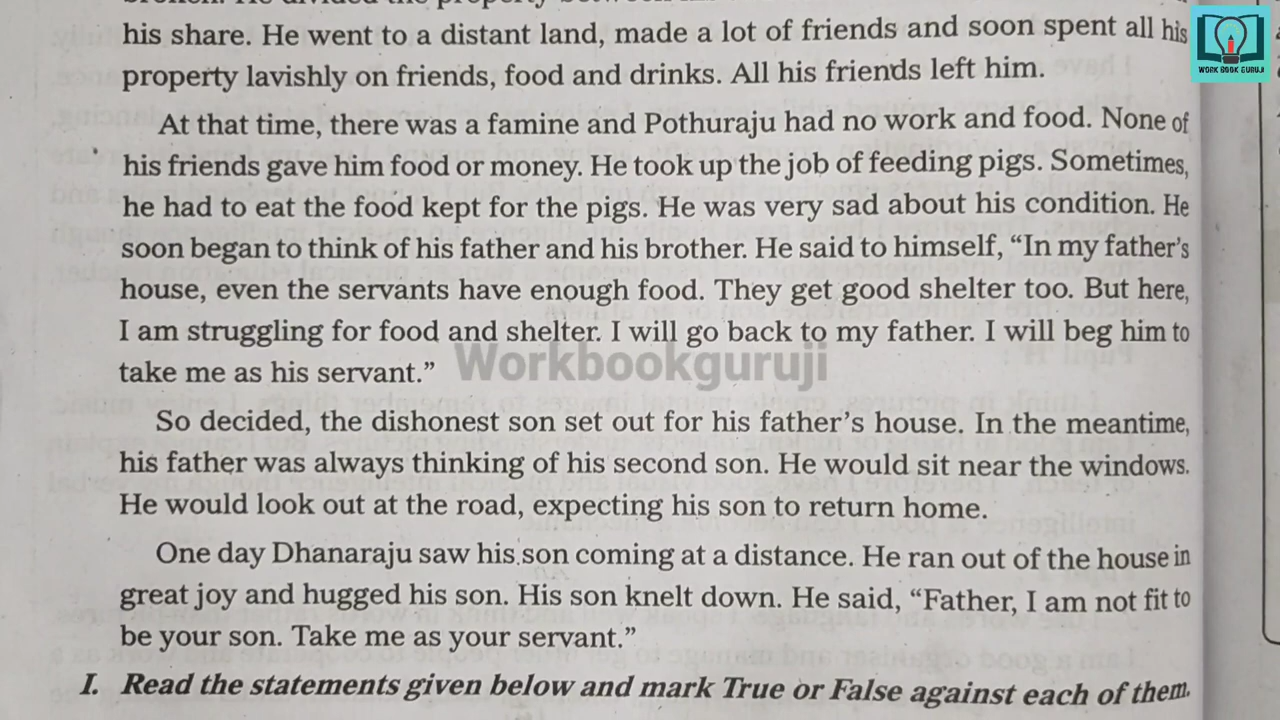 his share. He went to a distant land, made a lot of friends and soon spent all his
property lavishly on friends, food and drinks. All his friends left him.
At that time, there was a famine and Pothuraju had no work and food. None of
his friends gave him food or money. He took up the job of feeding pigs. Sometimes,
he had to eat the food kept for the pigs. He was very sad about his condition. He
soon began to think of his father and his brother. He said to himself, “In my father’s
house, even the servants have enough food. They get good shelter too. But here,
I am struggling for food and shelter. I will go back to my father. I will beg him to
take me as his servant.”
Workbookguruji
So decided, the dishonest son set out for his father’s house. In the meantime,
his father was always thinking of his second son. He would sit near the windows.
He would look out at the road, expecting his son to return home.
One day Dhanaraju saw his son coming at a distance. He ran out of the house in
great joy and hugged his son. His son knelt down. He said, “Father, I am not fit to
be your son. Take me as your servant.”
I. Read the statements given below and mark True or False against each of them.
WORK BOOK GURUJI